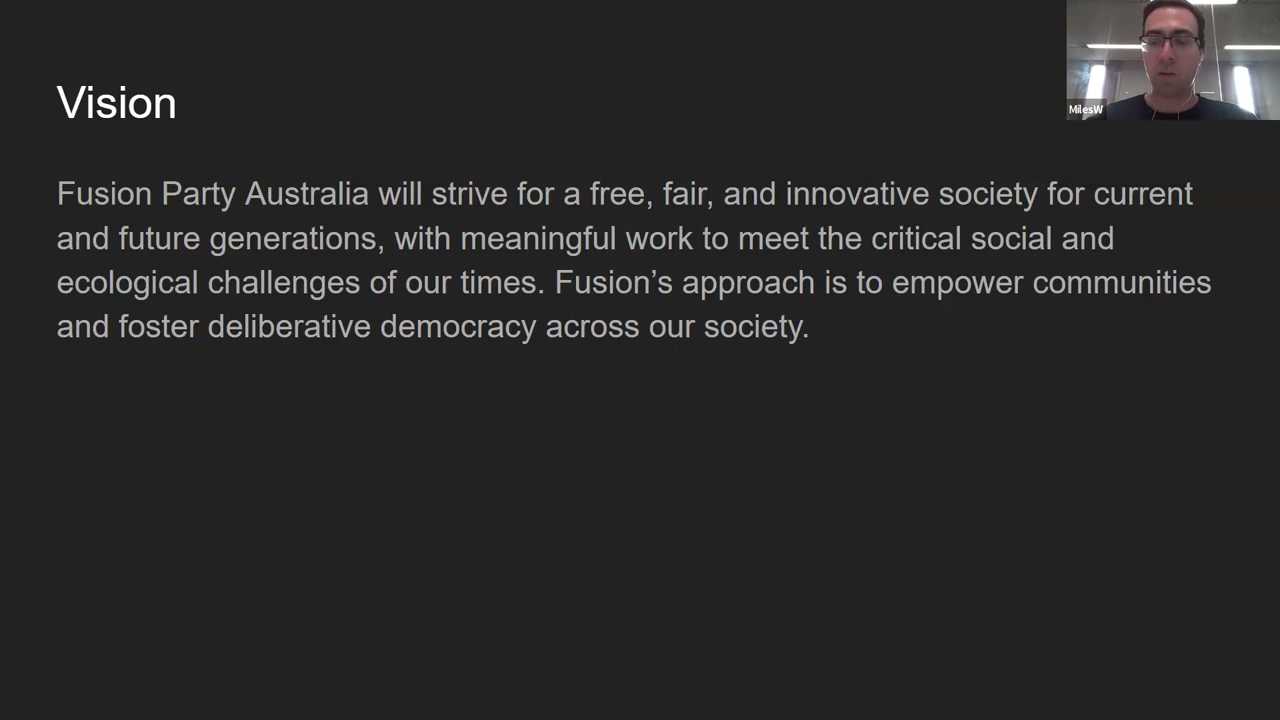 Vision
MilesW
Fusion Party Australia will strive for a free, fair, and innovative society for current
and future generations, with meaningful work to meet the critical social and
ecological challenges of our times. Fusion’s approach is to empower communities
and foster deliberative democracy across our society.